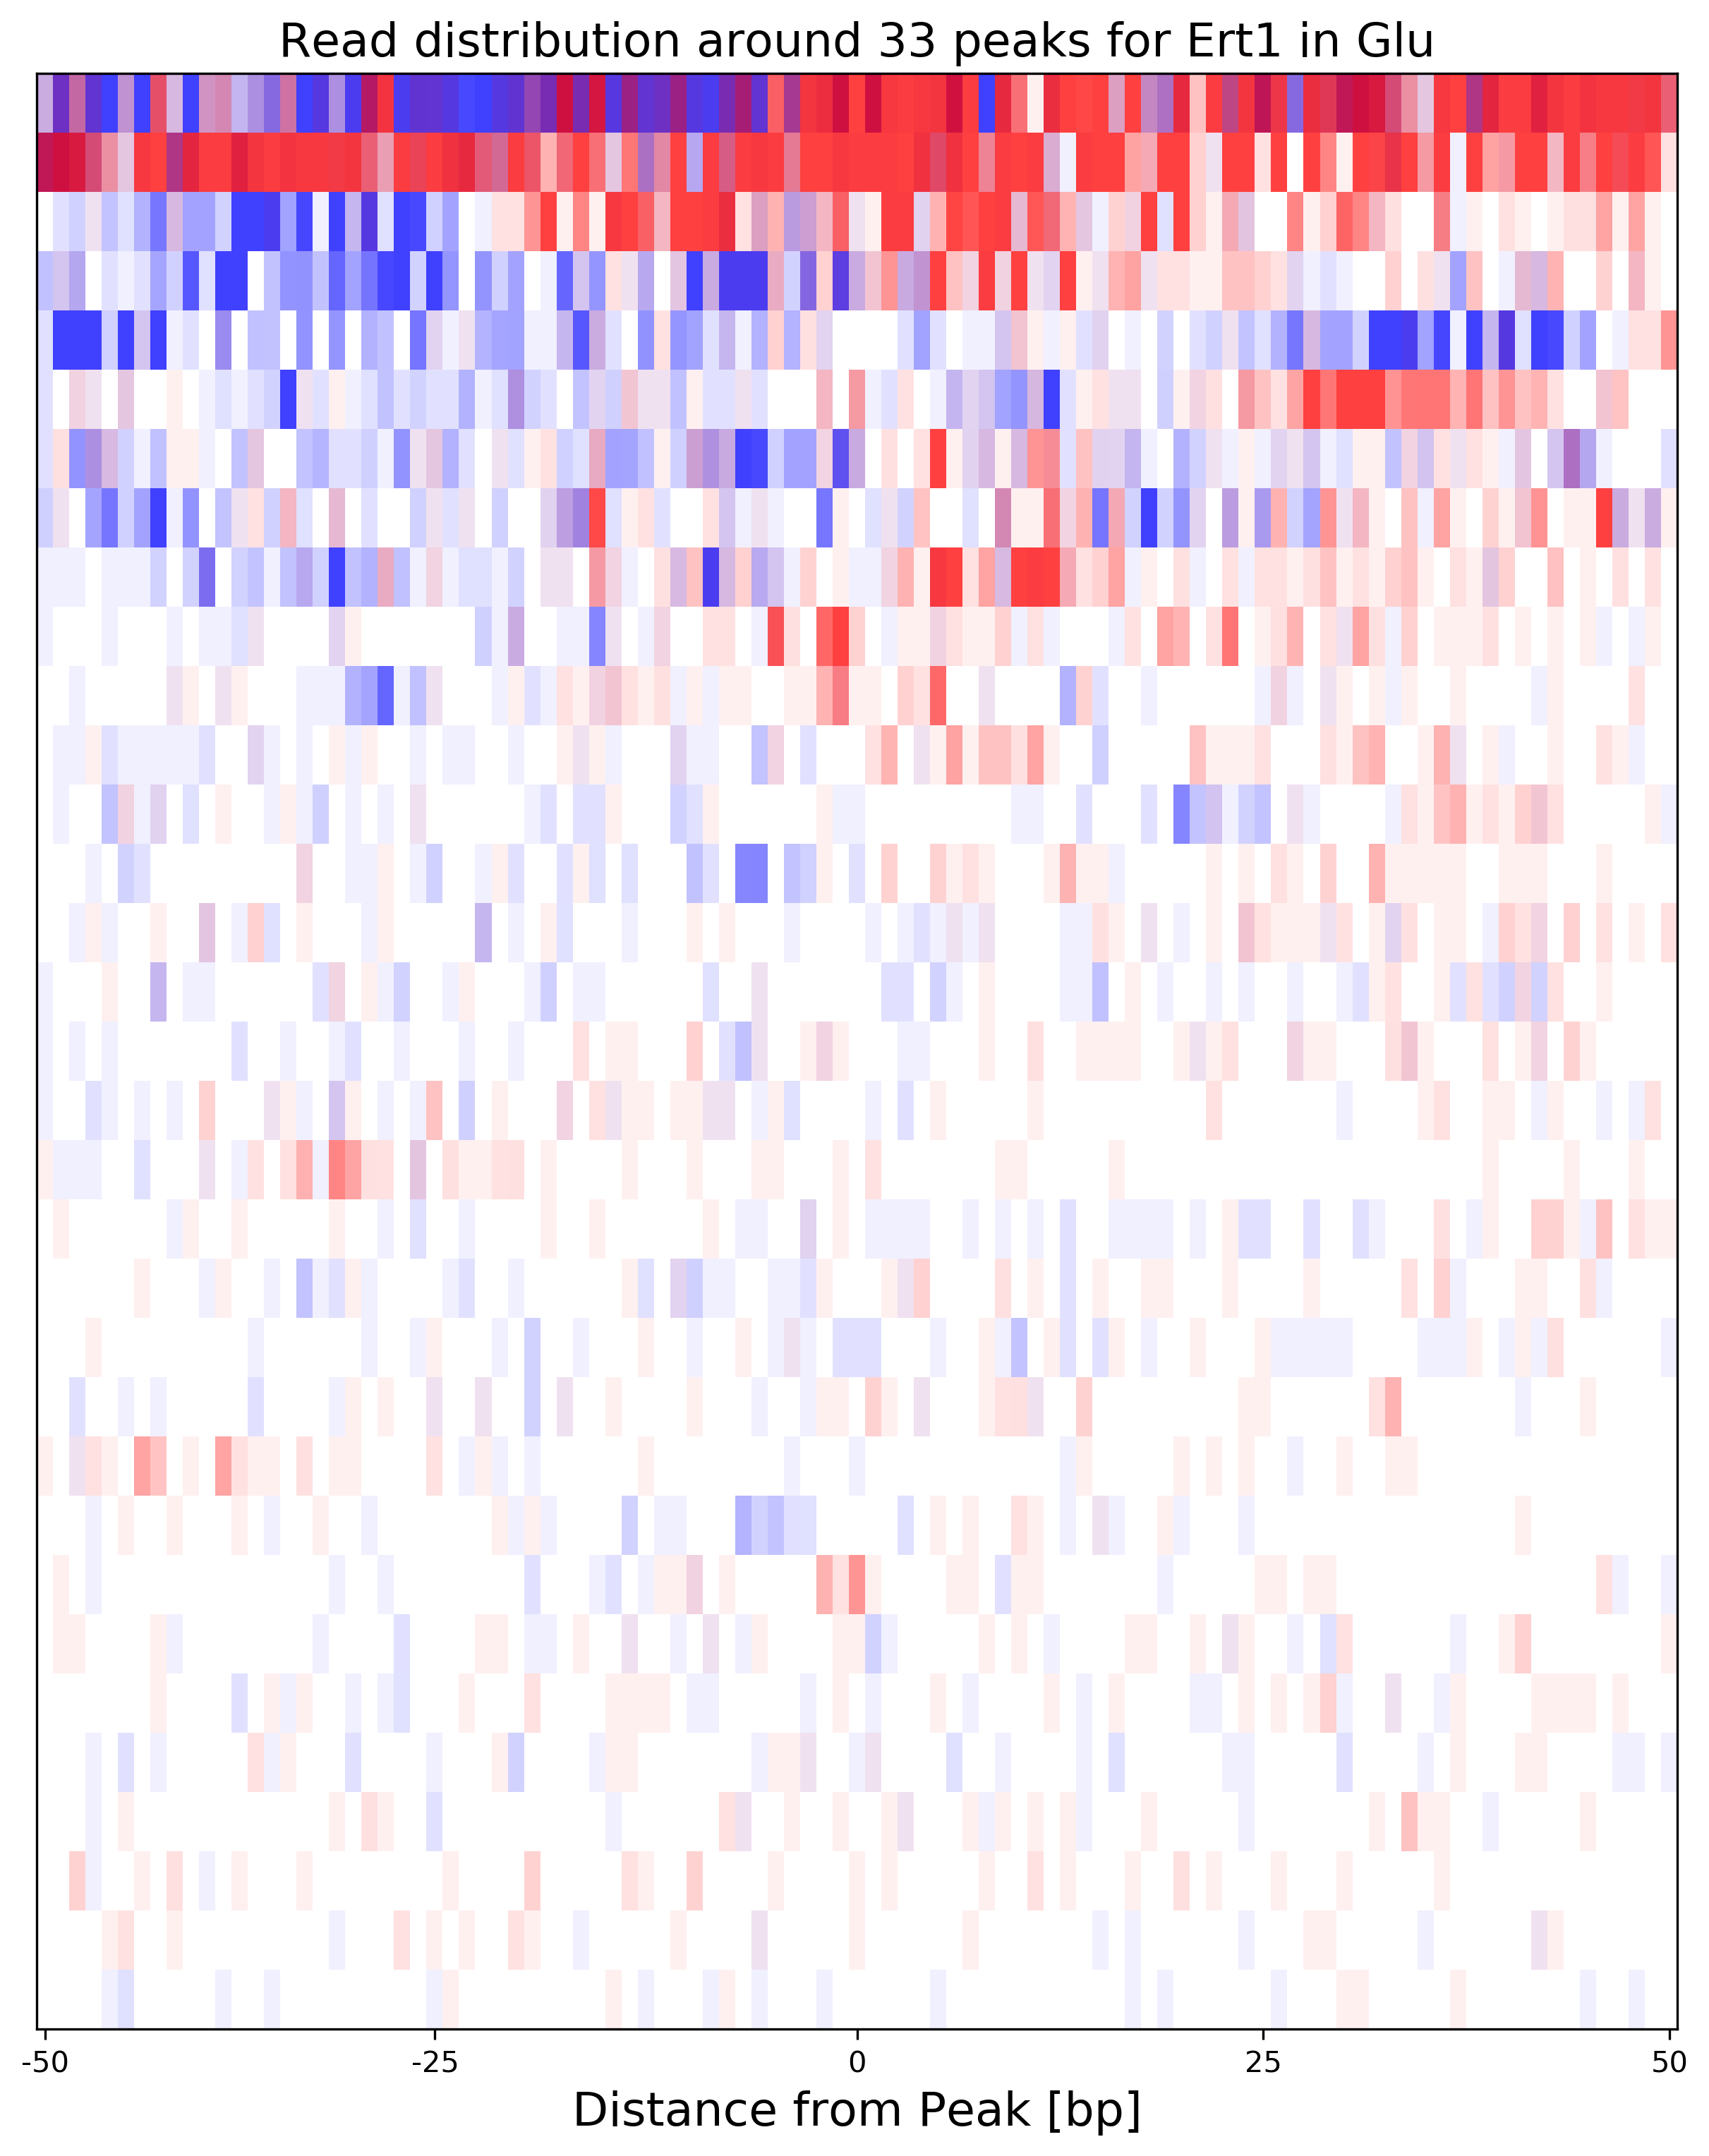 Read distribution around 33 peaks for Ert1 in Glu
-50 -25 0 25 50
Distance from Peak [bp]